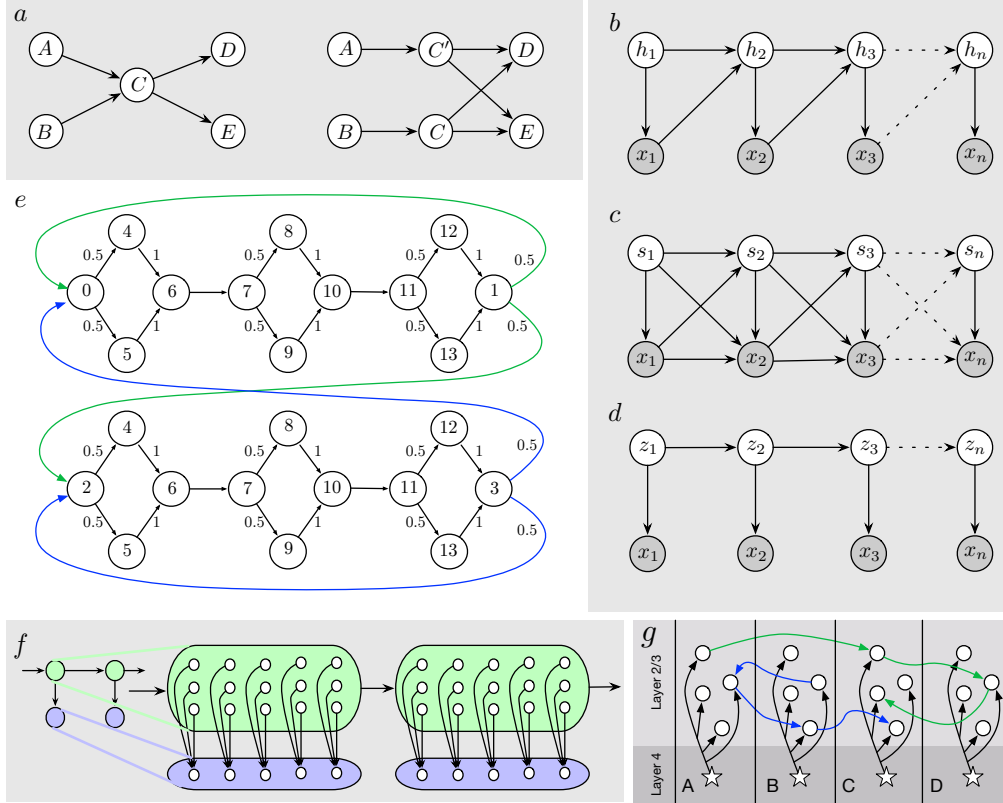 a
A D A C′ D
C
B E B C E
b
h1 h2 h3 hn
x1 x2 x3 xn
c
s1 s2 s3 sn
x1 x2 x3 xn
d
z1 z2 z3 zn
x1 x2 x3 xn
e
4 8 12
0.5 1 0.5 1 0.5 1 0.5
0 6 7 10 11 1
0.5 1 0.5 1 0.5 1 0.5
5 9 13
4 8 12
0.5 1 0.5 1 0.5 1 0.5
2 6 7 10 11 3
0.5 1 0.5 1 0.5 1 0.5
5 9 13
f
g
Layer 2/3
Layer 4
A B C D